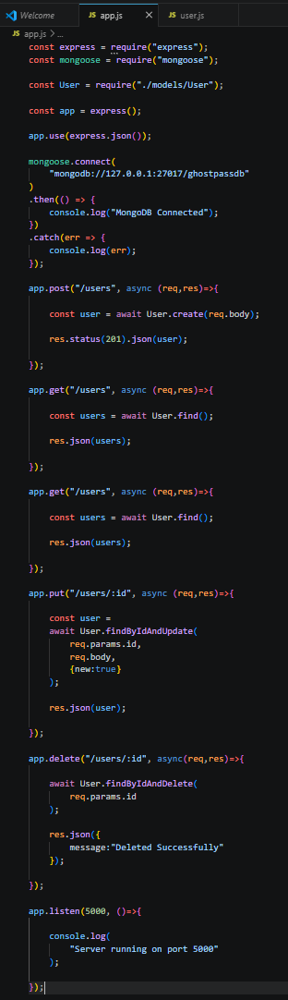 Welcome
JS app.js ×
JS user.js
JS app.js > ...
const express = require("express");
const mongoose = require("mongoose");
const User = require("./models/User");
const app = express();
app.use(express.json());
mongoose.connect(
"mongodb://127.0.0.1:27017/ghostpassdb"
)
.then(() => {
console.log("MongoDB Connected");
})
.catch(err => {
console.log(err);
});
app.post("/users", async (req,res)=>{
const user = await User.create(req.body);
res.status(201).json(user);
});
app.get("/users", async (req,res)=>{
const users = await User.find();
res.json(users);
});
app.get("/users", async (req,res)=>{
const users = await User.find();
res.json(users);
});
app.put("/users/:id", async (req,res)=>{
const user =
await User.findByIdAndUpdate(
req.params.id,
req.body,
{new:true}
);
res.json(user);
});
app.delete("/users/:id", async(req,res)=>{
await User.findByIdAndDelete(
req.params.id
);
res.json({
message:"Deleted Successfully"
});
});
app.listen(5000, ()=>{
console.log(
"Server running on port 5000"
);
});